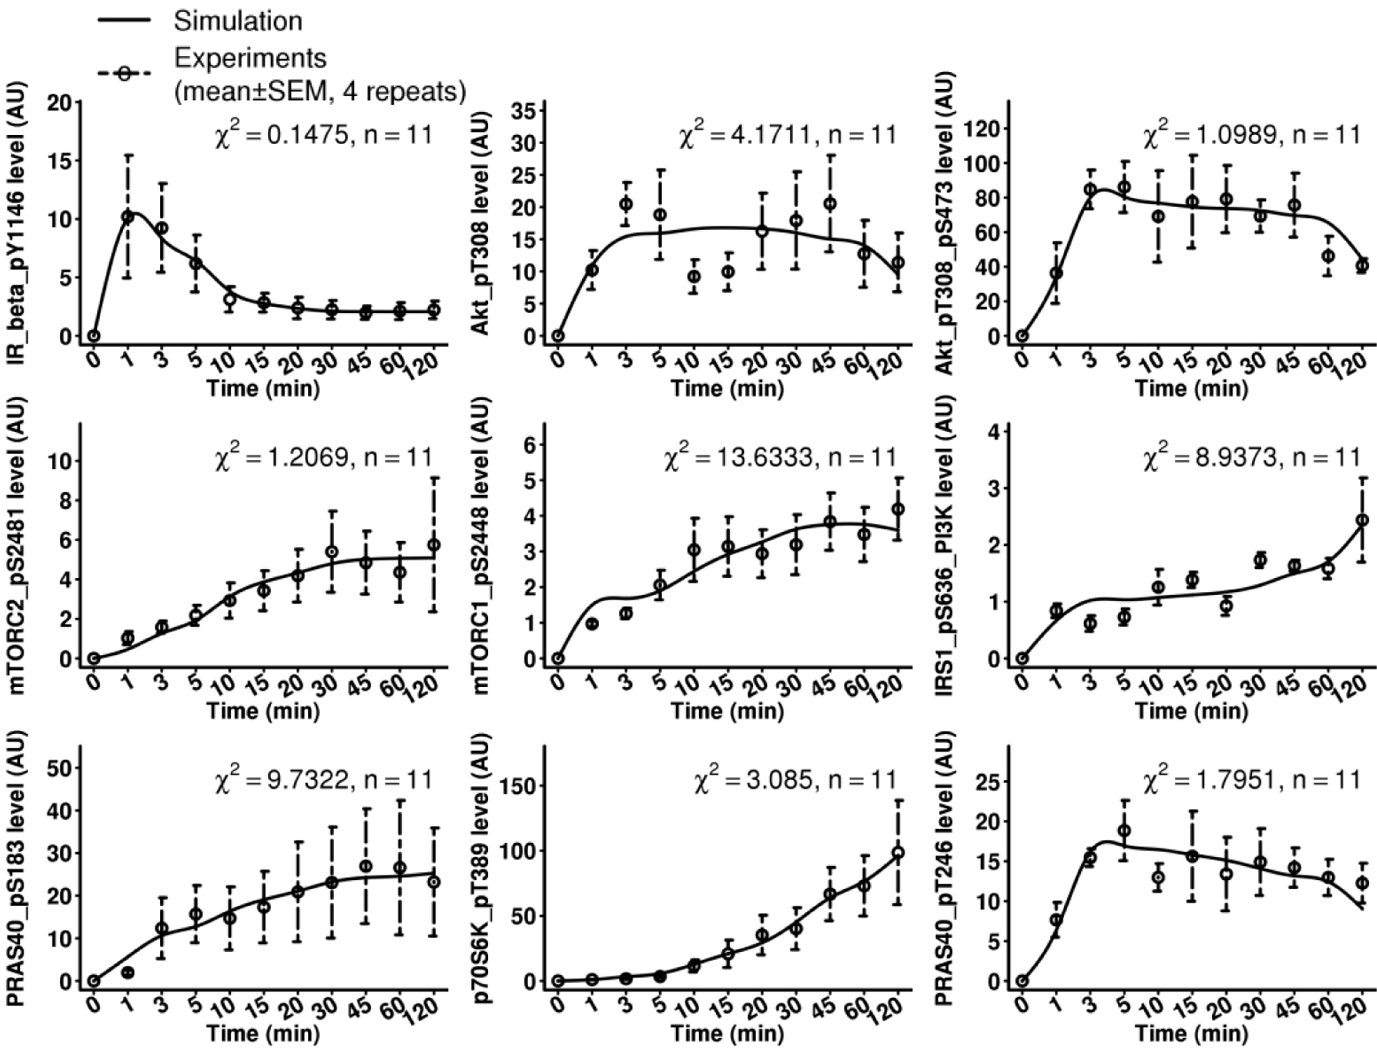 Simulation
Experiments
(mean±SEM, 4 repeats)
IR_beta_pY1146 level (AU)
χ² = 0.1475, n = 11
20
15
10
5
0
0 1 3 5 10 15 20 30 45 60 120
Time (min)
Akt_pT308 level (AU)
χ² = 4.1711, n = 11
35
30
25
20
15
10
5
0
0 1 3 5 10 15 20 30 45 60 120
Time (min)
Akt_pT308_pS473 level (AU)
χ² = 1.0989, n = 11
120
100
80
60
40
20
0
0 1 3 5 10 15 20 30 45 60 120
Time (min)
mTORC2_pS2481 level (AU)
χ² = 1.2069, n = 11
10
8
6
4
2
0
0 1 3 5 10 15 20 30 45 60 120
Time (min)
mTORC1_pS2448 level (AU)
χ² = 13.6333, n = 11
6
5
4
3
2
1
0
0 1 3 5 10 15 20 30 45 60 120
Time (min)
IRS1_pS636_PI3K level (AU)
χ² = 8.9373, n = 11
4
3
2
1
0
0 1 3 5 10 15 20 30 45 60 120
Time (min)
PRAS40_pS183 level (AU)
χ² = 9.7322, n = 11
50
40
30
20
10
0
0 1 3 5 10 15 20 30 45 60 120
Time (min)
p70S6K_pT389 level (AU)
χ² = 3.085, n = 11
150
100
50
0
0 1 3 5 10 15 20 30 45 60 120
Time (min)
PRAS40_pT246 level (AU)
χ² = 1.7951, n = 11
25
20
15
10
5
0
0 1 3 5 10 15 20 30 45 60 120
Time (min)